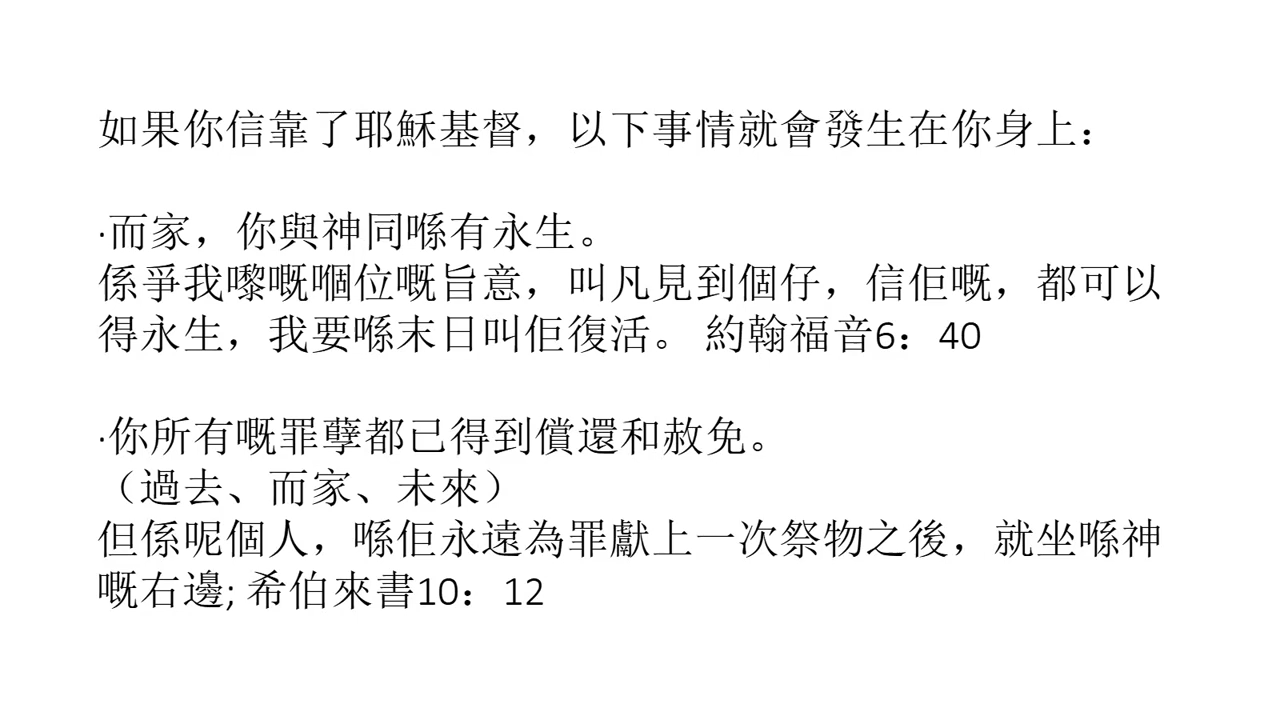 如果你信靠了耶穌基督，以下事情就會發生在你身上：
·而家，你與神同喺有永生。
係爭我嚟嘅嗰位嘅旨意，叫凡見到個仔，信佢嘅，都可以
得永生，我要喺末日叫佢復活。 約翰福音6：40
·你所有嘅罪孽都已得到償還和赦免。
（過去、而家、未來）
但係呢個人，喺佢永遠為罪獻上一次祭物之後，就坐喺神
嘅右邊; 希伯來書10：12